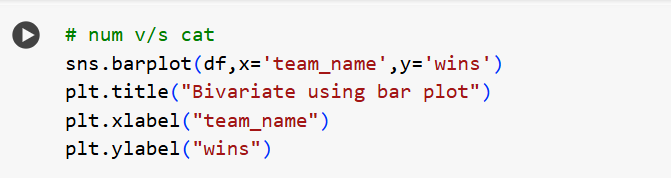 # num v/s cat
sns.barplot(df,x='team_name',y='wins')
plt.title("Bivariate using bar plot")
plt.xlabel("team_name")
plt.ylabel("wins")